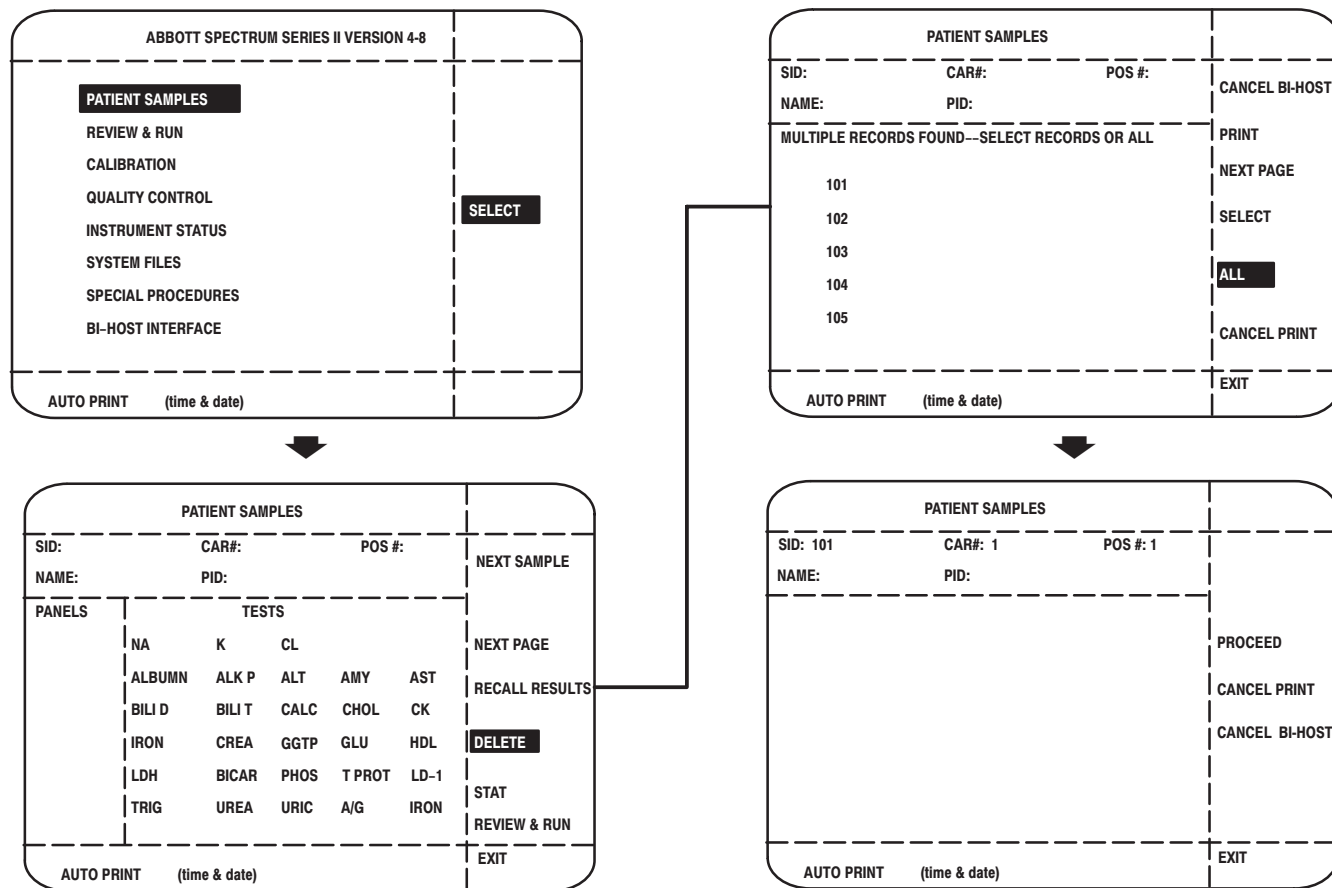 ABBOTT SPECTRUM SERIES II VERSION 4-8
PATIENT SAMPLES
REVIEW & RUN
CALIBRATION
QUALITY CONTROL
INSTRUMENT STATUS
SYSTEM FILES
SPECIAL PROCEDURES
BI-HOST INTERFACE
SELECT
AUTO PRINT (time & date)
PATIENT SAMPLES
SID: CAR#: POS #:
NAME: PID:
PANELS TESTS
NA K CL
ALBUMN ALK P ALT AMY AST
BILI D BILI T CALC CHOL CK
IRON CREA GGTP GLU HDL
LDH BICAR PHOS T PROT LD-1
TRIG UREA URIC A/G IRON
NEXT SAMPLE
NEXT PAGE
RECALL RESULTS
DELETE
STAT
REVIEW & RUN
EXIT
AUTO PRINT (time & date)
PATIENT SAMPLES
SID: CAR#: POS #:
NAME: PID:
MULTIPLE RECORDS FOUND--SELECT RECORDS OR ALL
101
102
103
104
105
CANCEL BI-HOST
PRINT
NEXT PAGE
SELECT
ALL
CANCEL PRINT
EXIT
AUTO PRINT (time & date)
PATIENT SAMPLES
SID: 101 CAR#: 1 POS #: 1
NAME: PID:
PROCEED
CANCEL PRINT
CANCEL BI-HOST
EXIT
AUTO PRINT (time & date)